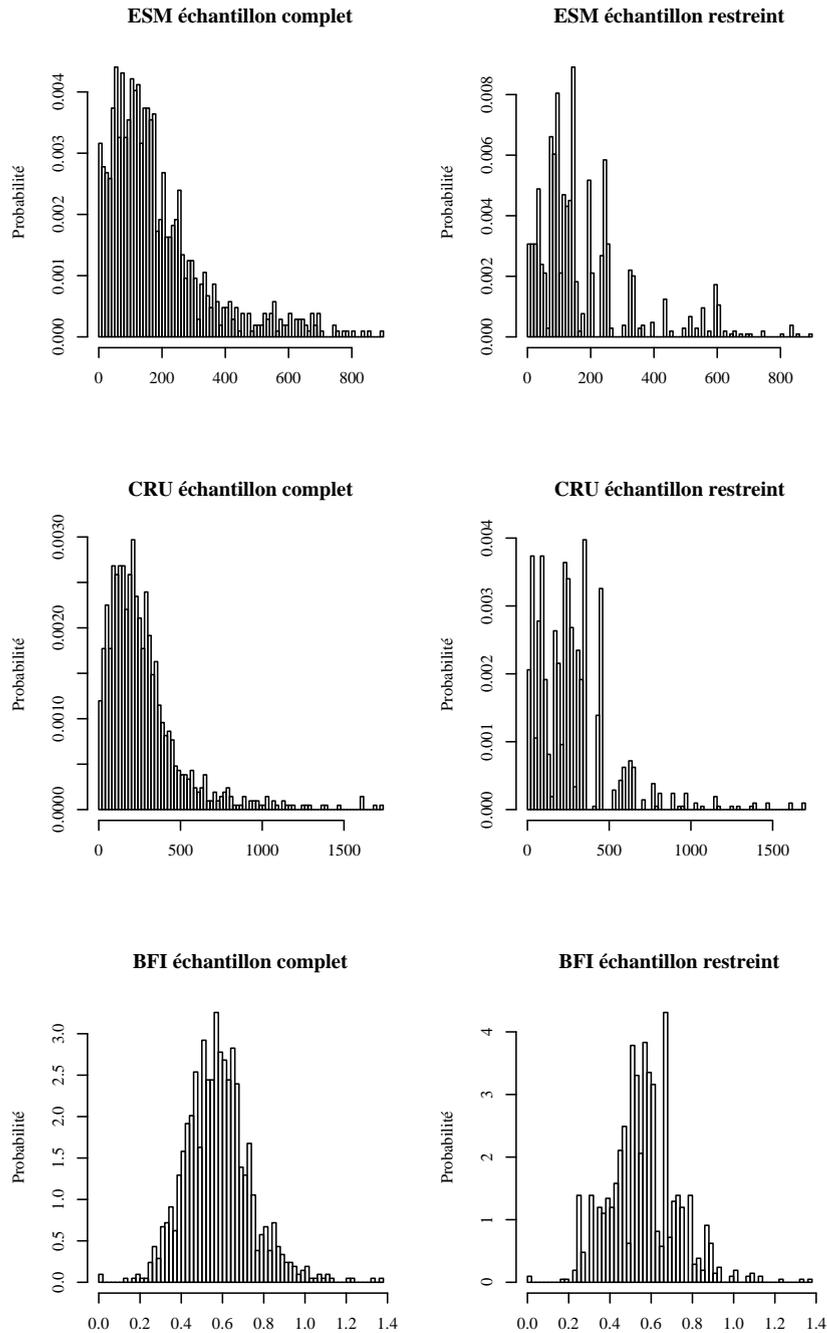 ESM échantillon complet
Probabilité
0.000 0.001 0.002 0.003 0.004
0 200 400 600 800
ESM échantillon restreint
Probabilité
0.000 0.002 0.004 0.006 0.008
0 200 400 600 800
CRU échantillon complet
Probabilité
0.0000 0.0010 0.0020 0.0030
0 500 1000 1500
CRU échantillon restreint
Probabilité
0.000 0.001 0.002 0.003 0.004
0 500 1000 1500
BFI échantillon complet
Probabilité
0.0 0.5 1.0 1.5 2.0 2.5 3.0
0.0 0.2 0.4 0.6 0.8 1.0 1.2 1.4
BFI échantillon restreint
Probabilité
0 1 2 3 4
0.0 0.2 0.4 0.6 0.8 1.0 1.2 1.4